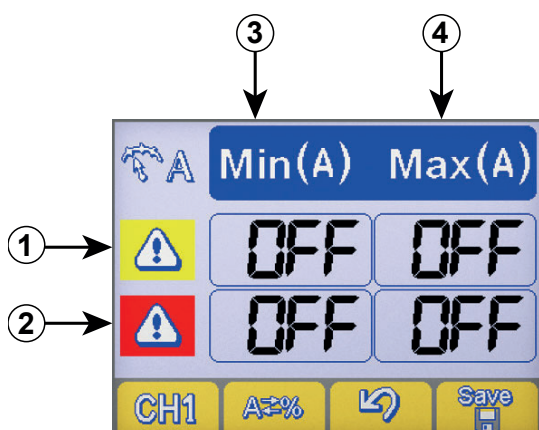 3 4
A Min(A) Max(A)
1 ! OFF OFF
2 ! OFF OFF
CH1 A⇄% Save